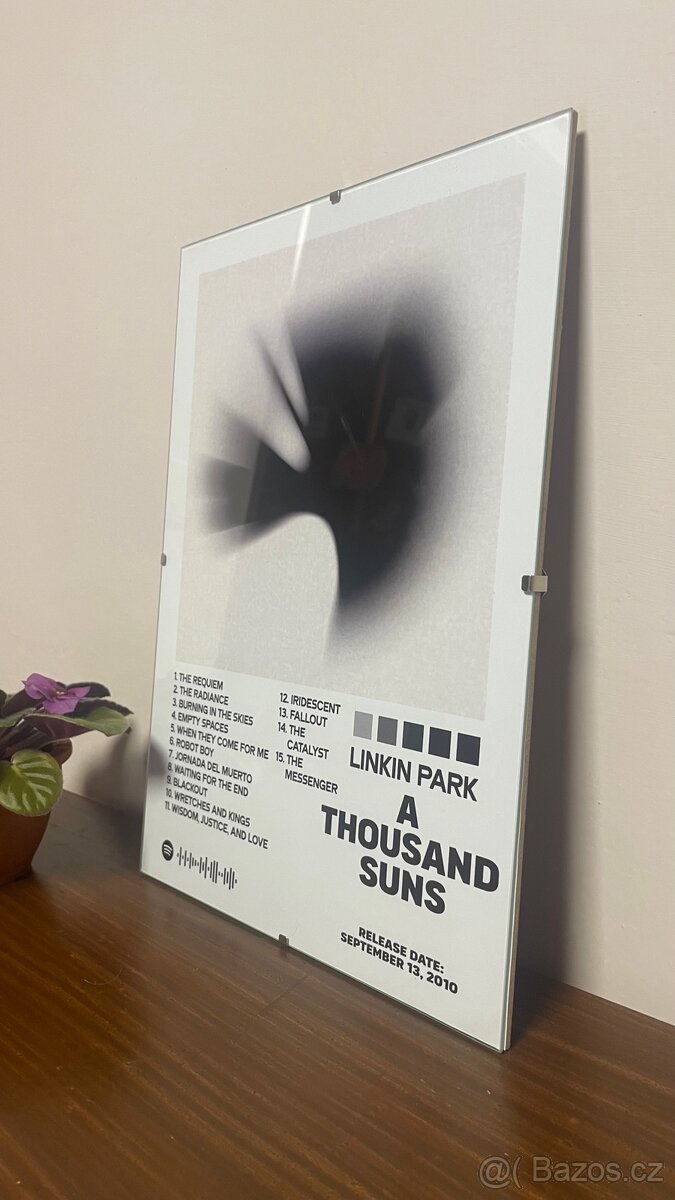 1. THE REQUIEM
2. THE RADIANCE
3. BURNING IN THE SKIES
4. EMPTY SPACES
5. WHEN THEY COME FOR ME
6. ROBOT BOY
7. JORNADA DEL MUERTO
8. WAITING FOR THE END
9. BLACKOUT
10. WRETCHES AND KINGS
11. WISDOM, JUSTICE, AND LOVE
12. IRIDESCENT
13. FALLOUT
14. THE
CATALYST
15. THE
MESSENGER
LINKIN PARK
A
THOUSAND
SUNS
RELEASE DATE:
SEPTEMBER 13, 2010
@( Bazos.cz